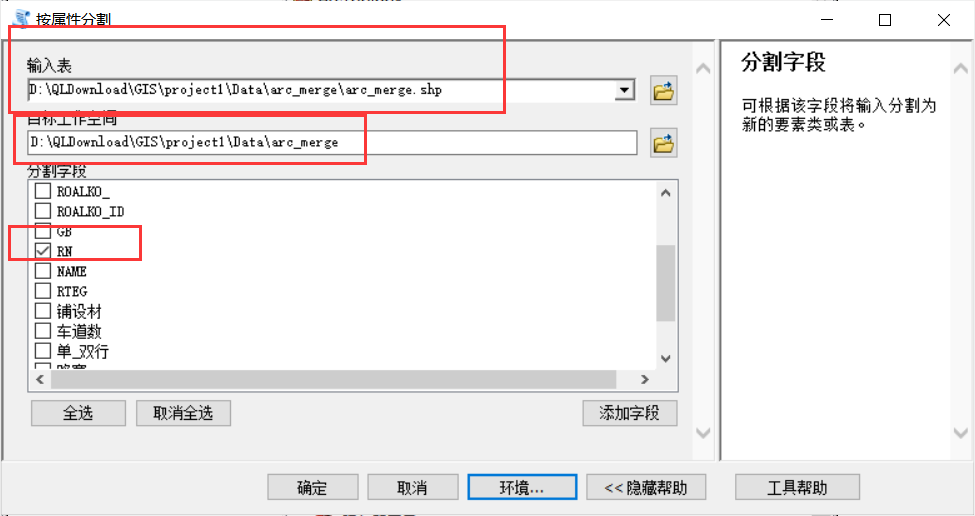 按属性分割
输入表
D:\QLDownload\GIS\project1\Data\arc_merge\arc_merge.shp
目标工作空间
D:\QLDownload\GIS\project1\Data\arc_merge
分割字段
ROALKO_
ROALKO_ID
GB
RN
NAME
RTEG
铺设材
车道数
单_双行
全选
取消全选
添加字段
分割字段
可根据该字段将输入分割为
新的要素类或表。
确定
取消
环境...
<< 隐藏帮助
工具帮助